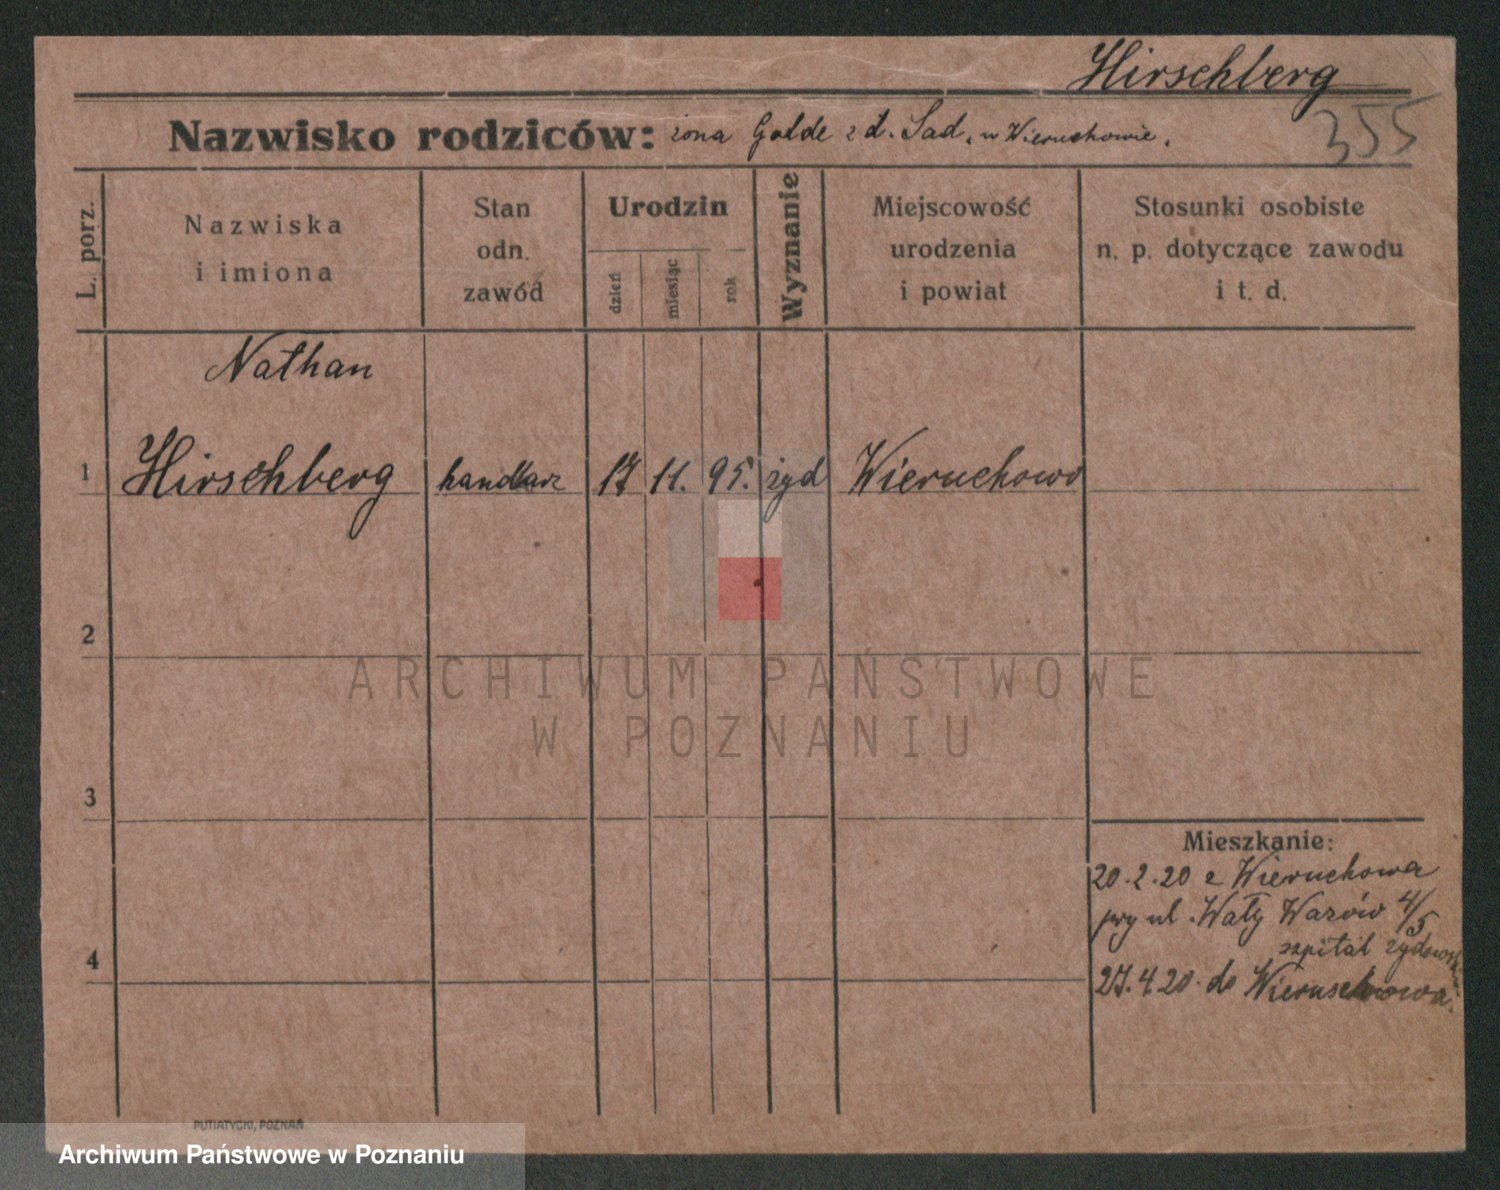 Hirschberg
355
Nazwisko rodziców: żona Golde z d. Sad. w Wieruchowie.
L. porz.
Nazwiska
i imiona
Stan
odn.
zawód
Urodzin
dzień
miesiąc
rok
Wyznanie
Miejscowość
urodzenia
i powiat
Stosunki osobiste
n. p. dotyczące zawodu
i t. d.
Nathan
1 Hirschberg handlarz 17 11. 95. żyd Wieruchowo
2
3
4
Mieszkanie:
20.2.20 z Wieruchowa
przy ul. Wały Wazów 4/5
szpital żydowski
27.4.20. do Wieruschowa.
PUTIATYCKI, POZNAŃ
ARCHIWUM PAŃSTWOWE
W POZNANIU
Archiwum Państwowe w Poznaniu